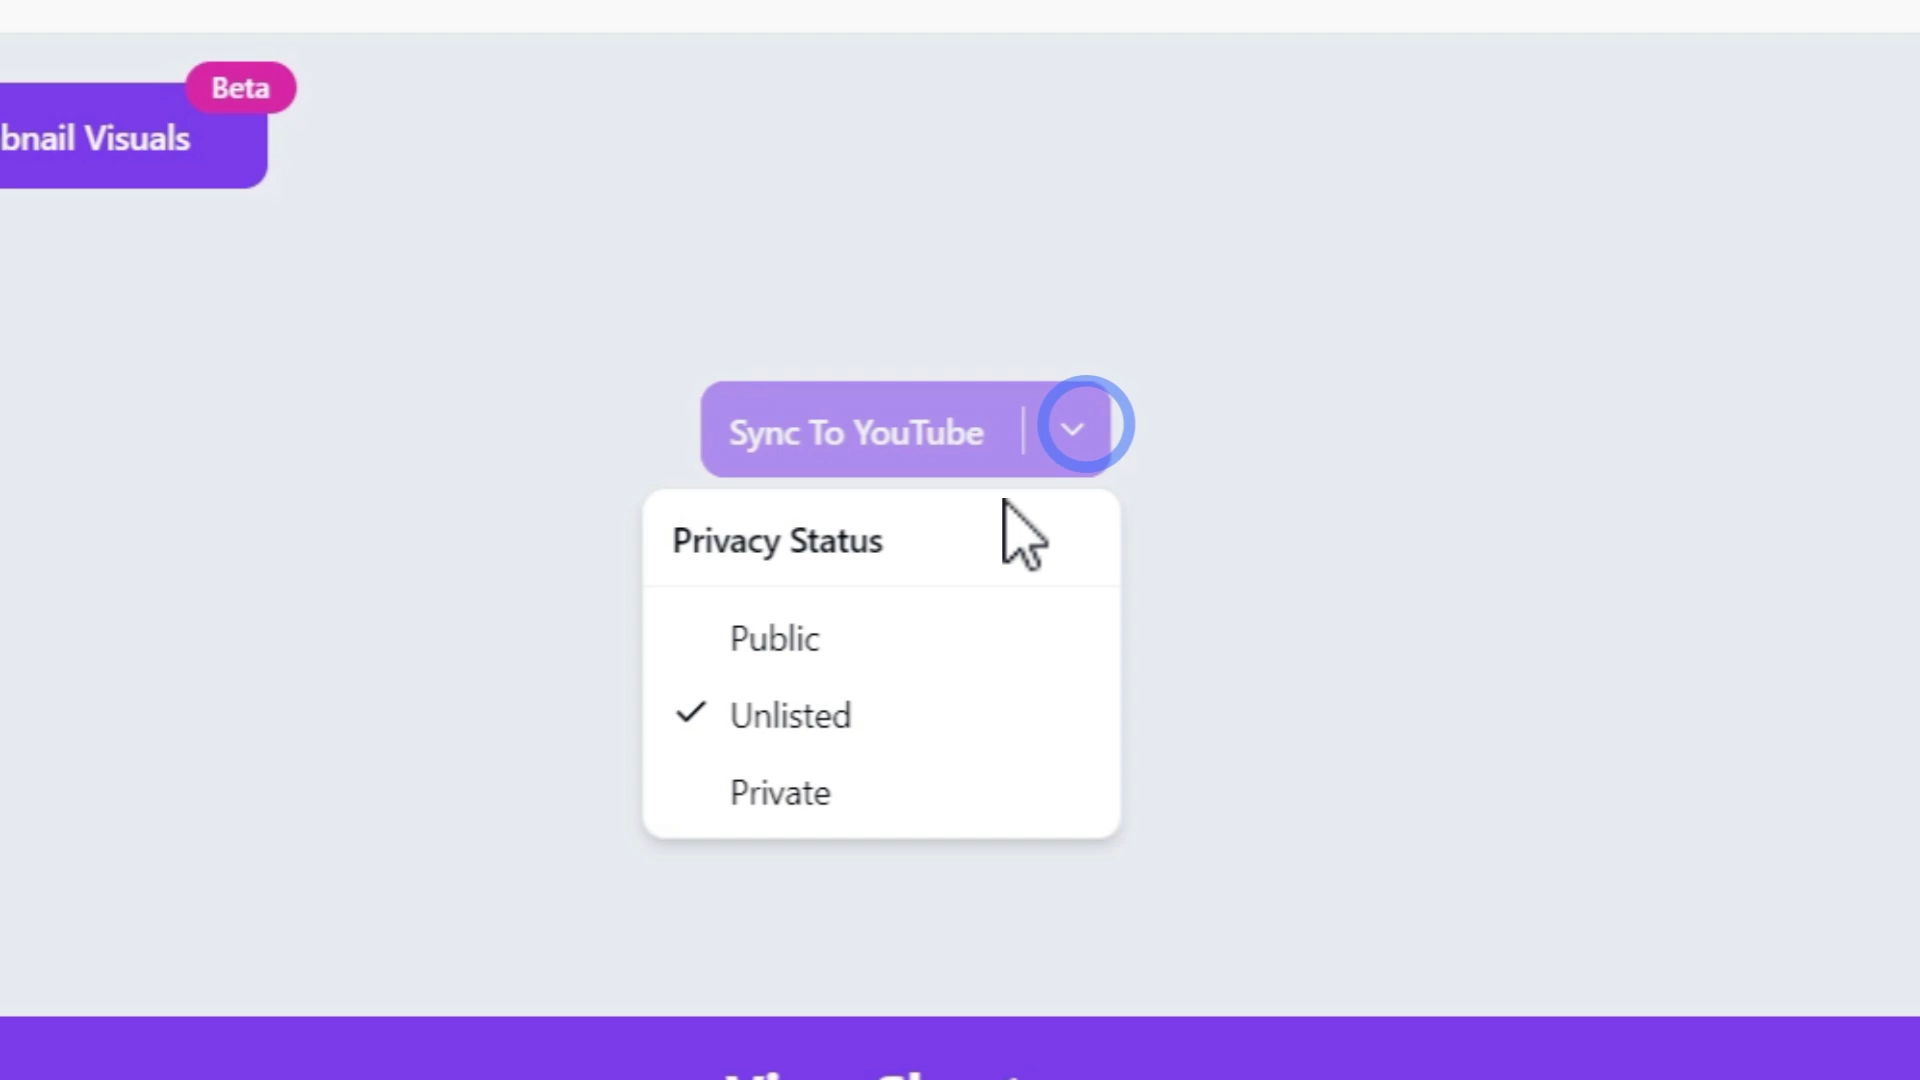 Beta
bnail Visuals
Sync To YouTube
Privacy Status
Public
Unlisted
Private